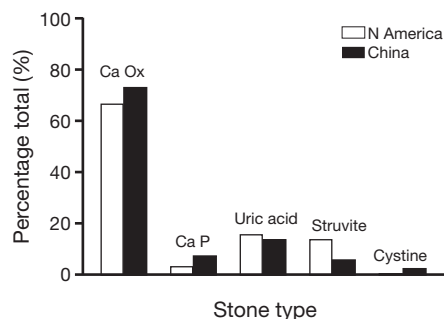 100
N America
China
80
Ca Ox
60
40
20
Uric acid
Struvite
Ca P
Cystine
0
Percentage total (%)
Stone type